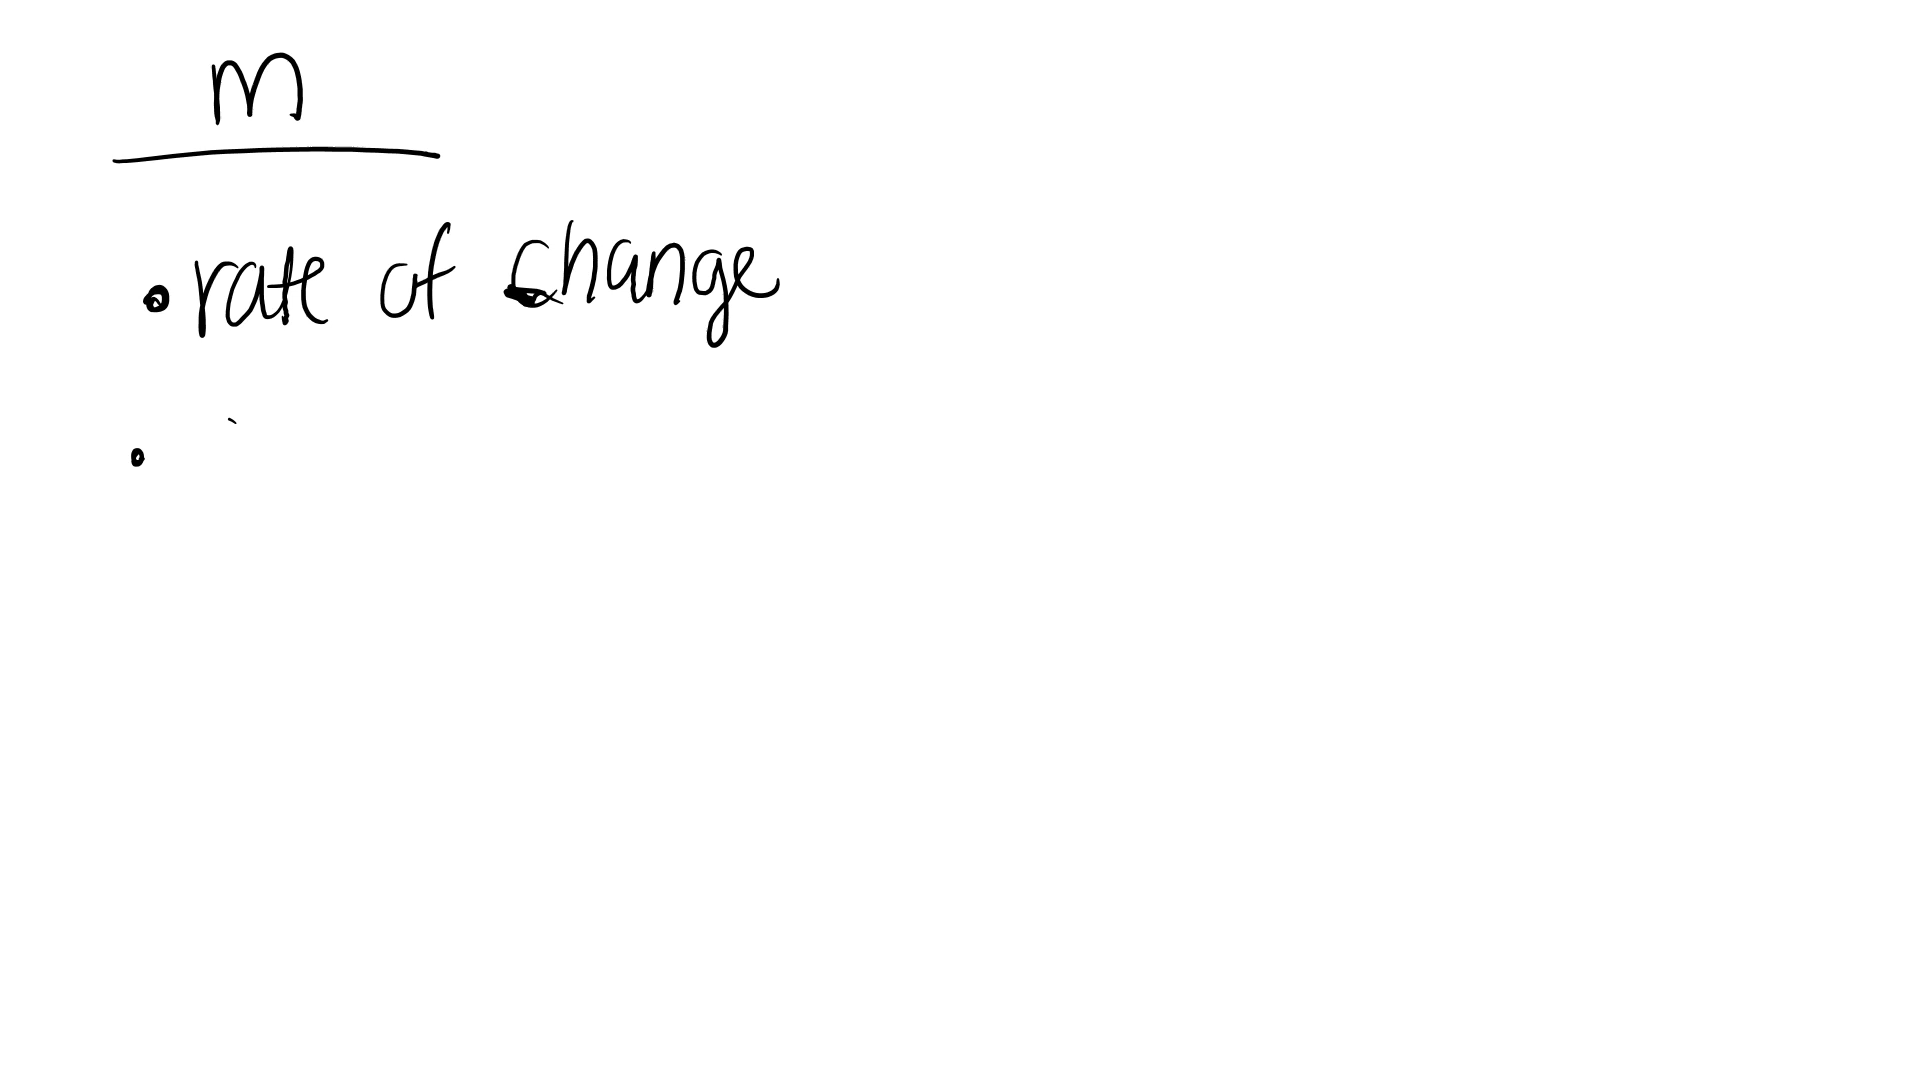 m
• rate of change
•